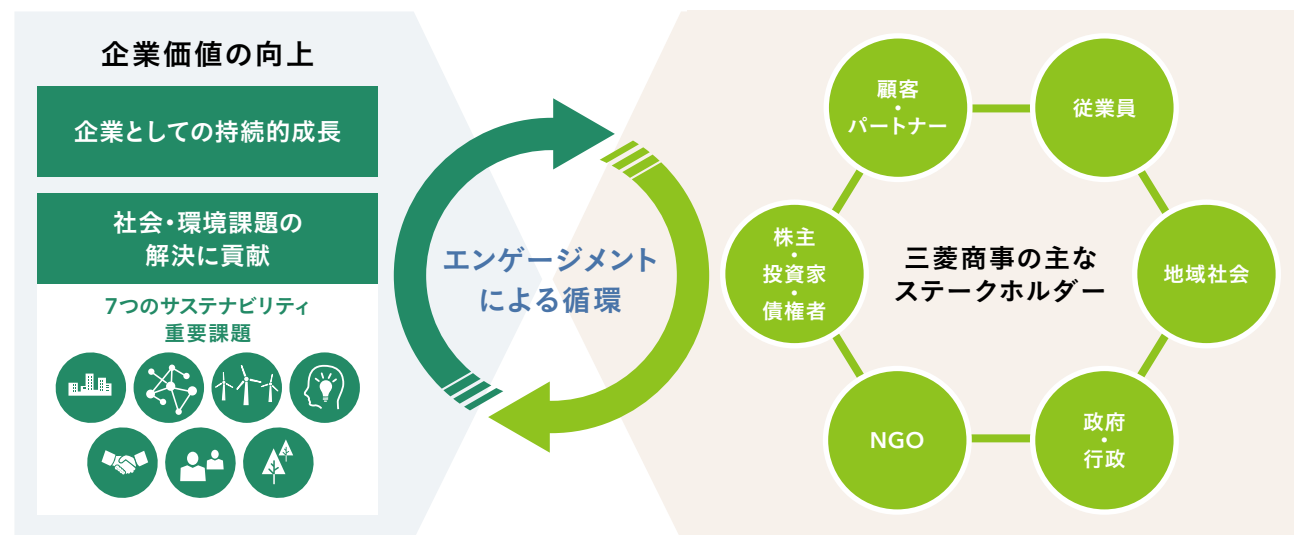 企業価値の向上
企業としての持続的成長
社会・環境課題の
解決に貢献
7つのサステナビリティ
重要課題
エンゲージメント
による循環
顧客
・
パートナー
従業員
株主
・
投資家
・
債権者
三菱商事の主な
ステークホルダー
地域社会
NGO
政府
・
行政